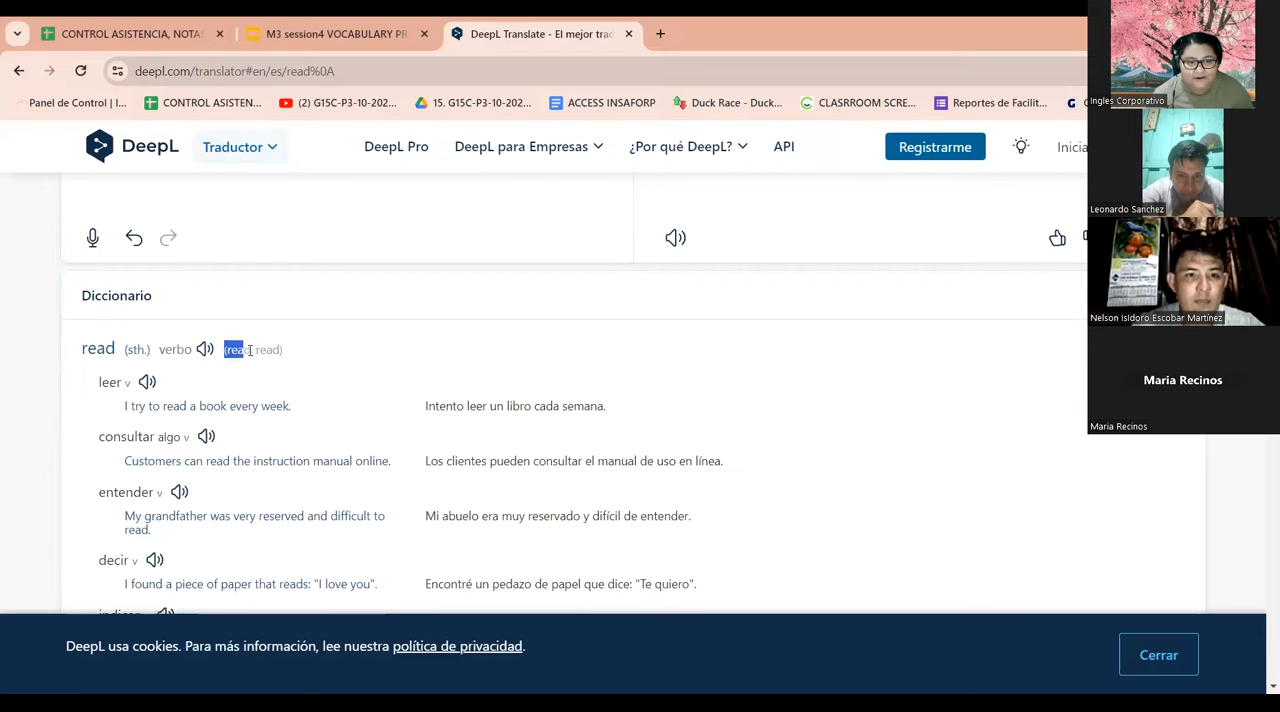 CONTROL ASISTENCIA, NOTAS
M3 session4 VOCABULARY PR
DeepL Translate - El mejor trad
deepl.com/translator#en/es/read%0A
Panel de Control | I...
CONTROL ASISTEN...
(2) G15C-P3-10-202...
15. G15C-P3-10-202...
ACCESS INSAFORP
Duck Race - Duck...
CLASRROOM SCRE...
Reportes de Facilit...
DeepL
Traductor
DeepL Pro
DeepL para Empresas
¿Por qué DeepL?
API
Registrarme
Inicia
Diccionario
read (sth.) verbo (read, read)
leer v
I try to read a book every week.
Intento leer un libro cada semana.
consultar algo v
Customers can read the instruction manual online.
Los clientes pueden consultar el manual de uso en línea.
entender v
My grandfather was very reserved and difficult to
read.
Mi abuelo era muy reservado y difícil de entender.
decir v
I found a piece of paper that reads: "I love you".
Encontré un pedazo de papel que dice: "Te quiero".
DeepL usa cookies. Para más información, lee nuestra política de privacidad.
Cerrar
Ingles Corporativo
Leonardo Sanchez
Nelson Isidoro Escobar Martínez
Maria Recinos
Maria Recinos